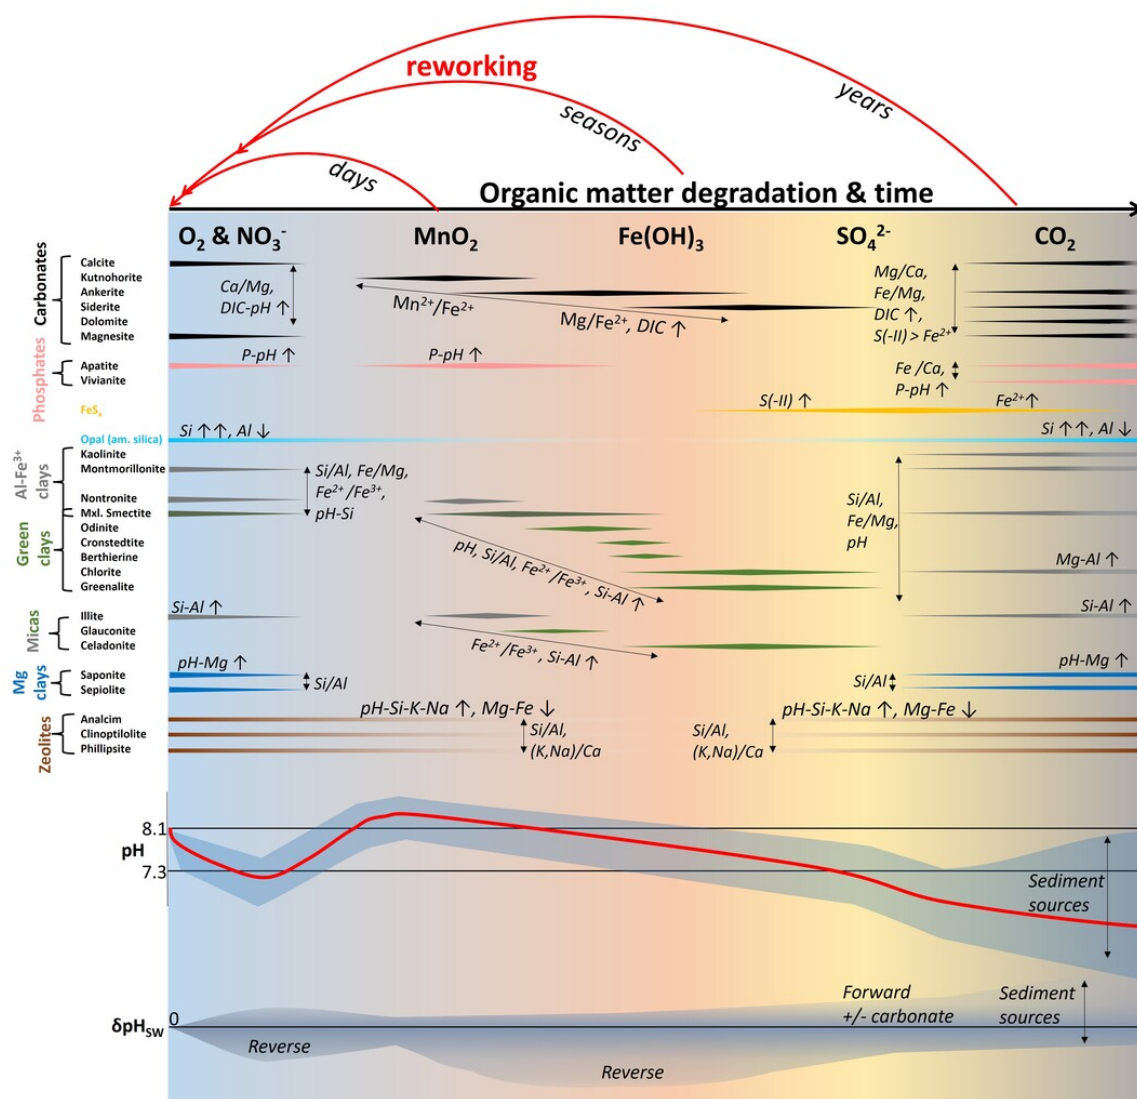 reworking
years
seasons
days
Organic matter degradation & time
O₂ & NO₃⁻
MnO₂
Fe(OH)₃
SO₄²⁻
CO₂
Carbonates
Calcite
Kutnohorite
Ankerite
Siderite
Dolomite
Magnesite
Ca/Mg,
DIC-pH ↑
Mn²⁺/Fe²⁺
Mg/Fe²⁺, DIC ↑
Mg/Ca,
Fe/Mg,
DIC ↑,
S(-II) > Fe²⁺
Phosphates
Apatite
Vivianite
P-pH ↑
P-pH ↑
Fe /Ca,
P-pH ↑
FeSₓ
S(-II) ↑
Fe²⁺↑
Opal (am. silica)
Si ↑↑, Al ↓
Si ↑↑, Al ↓
Al-Fe³⁺
clays
Kaolinite
Montmorillonite
Nontronite
Mxl. Smectite
Green
clays
Odinite
Cronstedtite
Berthierine
Chlorite
Greenalite
Si/Al, Fe/Mg,
Fe²⁺/Fe³⁺,
pH-Si
pH, Si/Al, Fe²⁺/Fe³⁺, Si-Al ↑
Si/Al,
Fe/Mg,
pH
Mg-Al ↑
Micas
Illite
Glauconite
Celadonite
Si-Al ↑
Si-Al ↑
Fe²⁺/Fe³⁺, Si-Al ↑
Mg
clays
Saponite
Sepiolite
pH-Mg ↑
Si/Al
Si/Al
pH-Mg ↑
Zeolites
Analcim
Clinoptilolite
Phillipsite
pH-Si-K-Na ↑, Mg-Fe ↓
Si/Al,
(K,Na)/Ca
pH-Si-K-Na ↑, Mg-Fe ↓
Si/Al,
(K,Na)/Ca
8.1
pH
7.3
Sediment
sources
δpH_SW
0
Reverse
Reverse
Forward
+/- carbonate
Sediment
sources